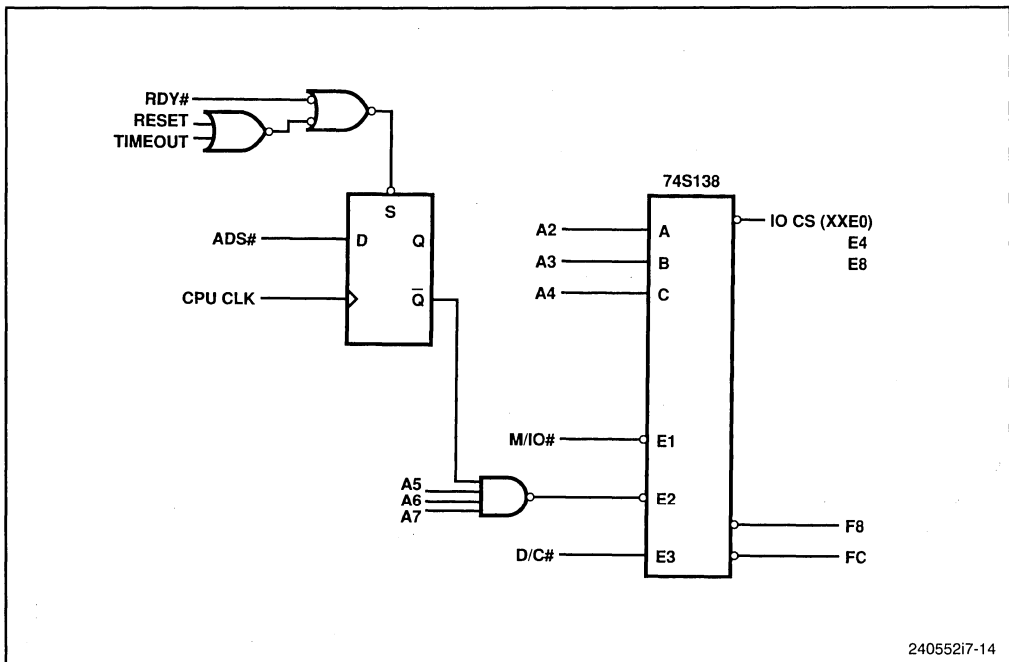 RDY#
RESET
TIMEOUT
S
ADS#
D
Q
CPU CLK
Q̅
74S138
A2
A
IO CS (XXE0)
A3
B
E4
A4
C
E8
M/IO#
E1
A5
A6
A7
E2
F8
D/C#
E3
FC
240552i7-14